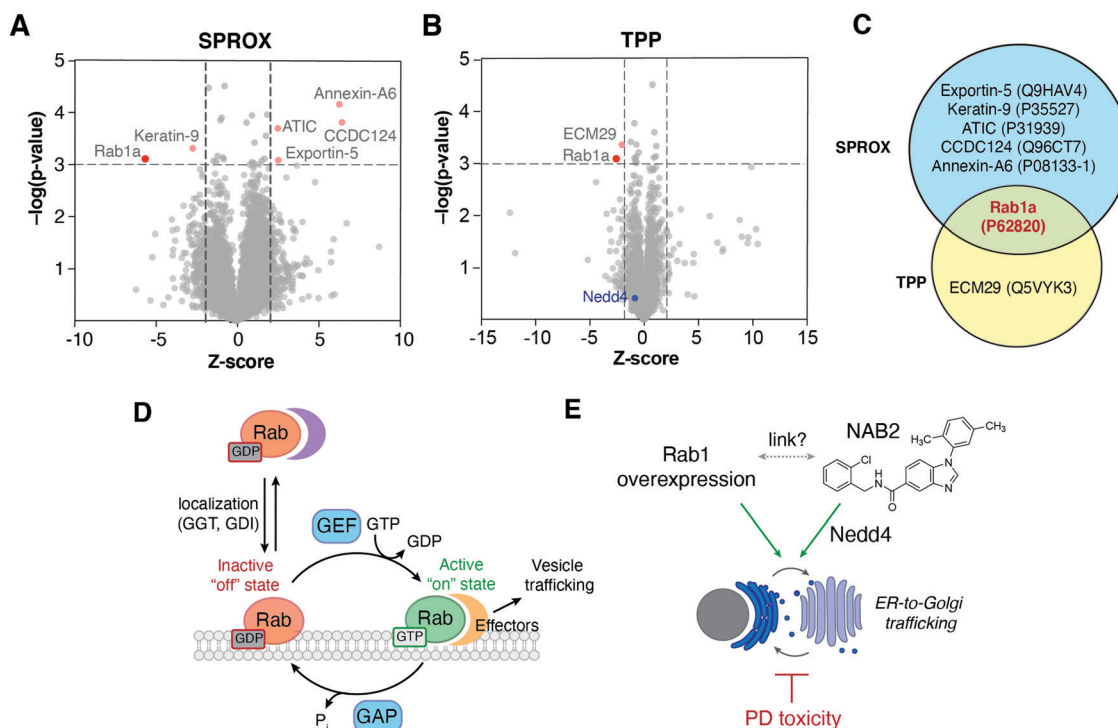 A
SPROX
–log(p-value)
5
4
3
2
1
-10
-5
0
5
10
Z-score
Annexin-A6
ATIC
CCDC124
Keratin-9
Rab1a
Exportin-5
B
TPP
–log(p-value)
5
4
3
2
1
-15
-10
-5
0
5
10
15
Z-score
ECM29
Rab1a
Nedd4
C
SPROX
Exportin-5 (Q9HAV4)
Keratin-9 (P35527)
ATIC (P31939)
CCDC124 (Q96CT7)
Annexin-A6 (P08133-1)
Rab1a
(P62820)
TPP
ECM29 (Q5VYK3)
D
Rab
GDP
localization
(GGT, GDI)
GEF
GTP
GDP
Inactive
"off" state
Active
"on" state
Vesicle
trafficking
Rab
GDP
Rab
GTP
Effectors
Pi
GAP
E
Rab1
overexpression
link?
NAB2
H₃C
CH₃
Cl
N
N
NH
O
Nedd4
ER-to-Golgi
trafficking
PD toxicity